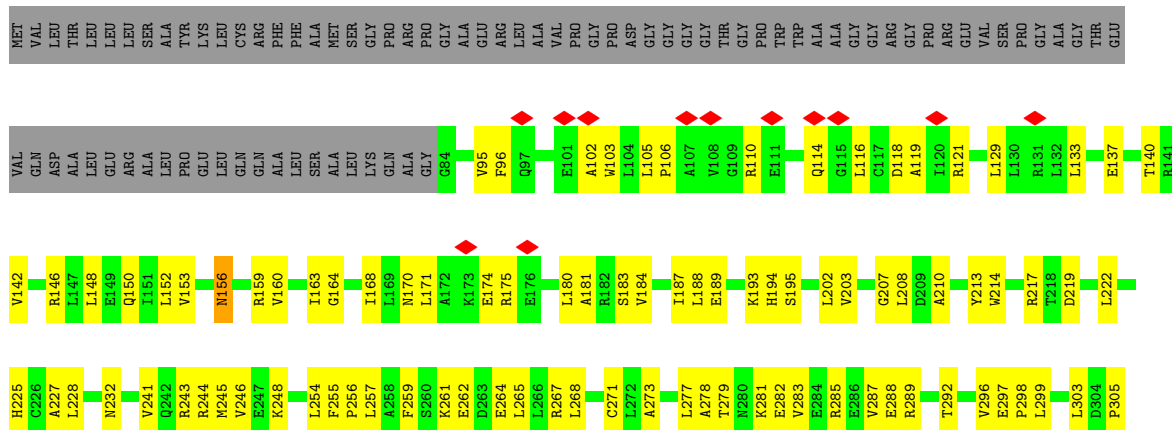 MET VAL LEU THR LEU LEU LEU LEU SER ALA TYR LYS LEU CYS ARG PHE PHE ALA MET SER GLY PRO ARG PRO GLY ALA GLU ARG LEU ALA VAL PRO GLY PRO ASP GLY GLY GLY GLY THR GLY PRO TRP TRP ALA ALA GLY GLY ARG GLY PRO ARG GLU VAL SER PRO GLY ALA GLY THR GLU
VAL GLN ASP ALA LEU GLU GLU ARG ALA LEU PRO GLU LEU GLN GLN ALA LEU SER ALA LEU LYS GLN ALA GLY G84 V95 F96 Q97 E101 A102 W103 L104 L105 P106 A107 V108 G109 R110 E111 Q114 G115 L116 C117 D118 A119 I120 R121 L129 L130 R131 L132 L133 E137 T140 R141
V142 R146 L147 L148 E149 Q150 I151 L152 V153 N156 R159 V160 I163 G164 I168 L169 N170 L171 A172 K173 E174 R175 E176 L180 A181 R182 S183 V184 I187 L188 E189 K193 H194 S195 L202 V203 G207 L208 D209 A210 Y213 W214 R217 T218 D219 L222
H225 C226 A227 L228 N232 V241 Q242 R243 R244 M245 V246 E247 K248 L254 F255 P256 L257 A258 F259 S260 K261 E262 D263 E264 L265 L266 R267 L268 C271 L272 A273 L277 A278 T279 N280 K281 E282 V283 E284 R285 E286 V287 E288 R289 T292 V296 E297 P298 L299 L303 D304 P305